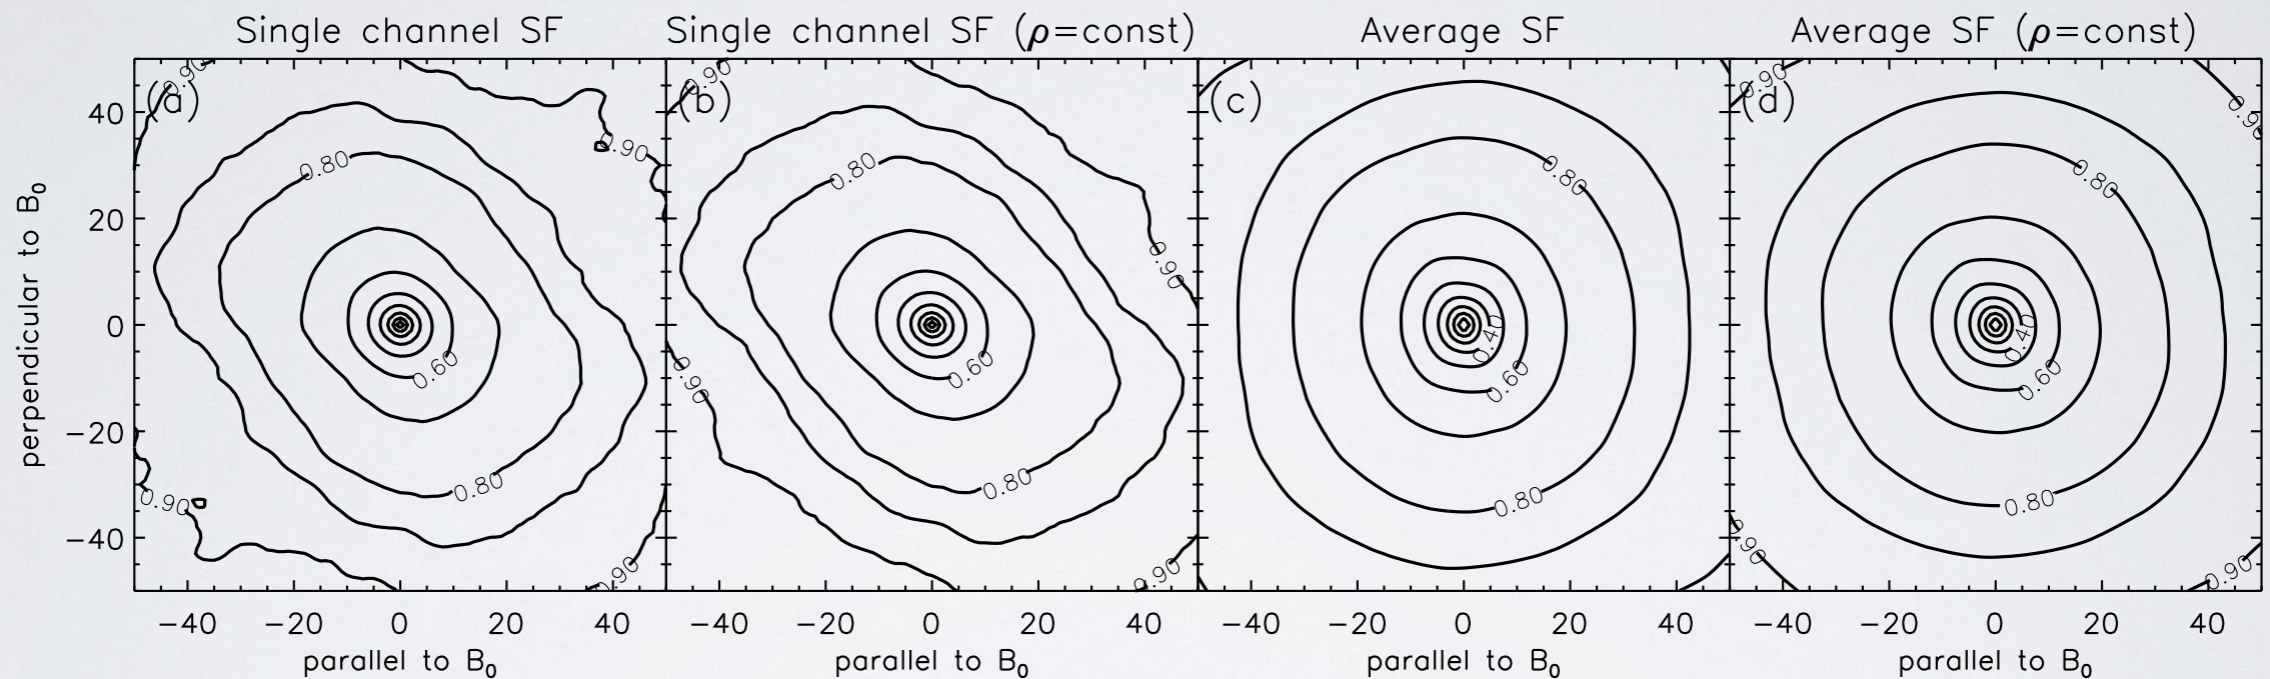 Single channel SF
Single channel SF (ρ=const)
Average SF
Average SF (ρ=const)
perpendicular to B₀
40
20
0
−20
−40
(a)
0.90
0.80
0.60
0.90
0.80
0.90
0.90
(b)
0.90
0.80
0.90
0.60
0.90
0.80
0.90
(c)
0.80
0.40
0.60
0.80
(d)
0.90
0.80
0.40
0.60
0.80
0.90
−40 −20 0 20 40
−40 −20 0 20 40
−40 −20 0 20 40
−40 −20 0 20 40
parallel to B₀
parallel to B₀
parallel to B₀
parallel to B₀